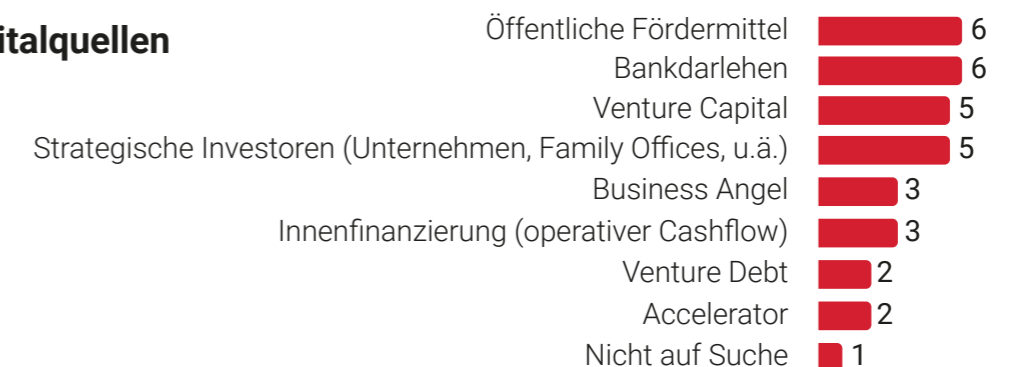 italquellen
Öffentliche Fördermittel 6
Bankdarlehen 6
Venture Capital 5
Strategische Investoren (Unternehmen, Family Offices, u.ä.) 5
Business Angel 3
Innenfinanzierung (operativer Cashflow) 3
Venture Debt 2
Accelerator 2
Nicht auf Suche 1